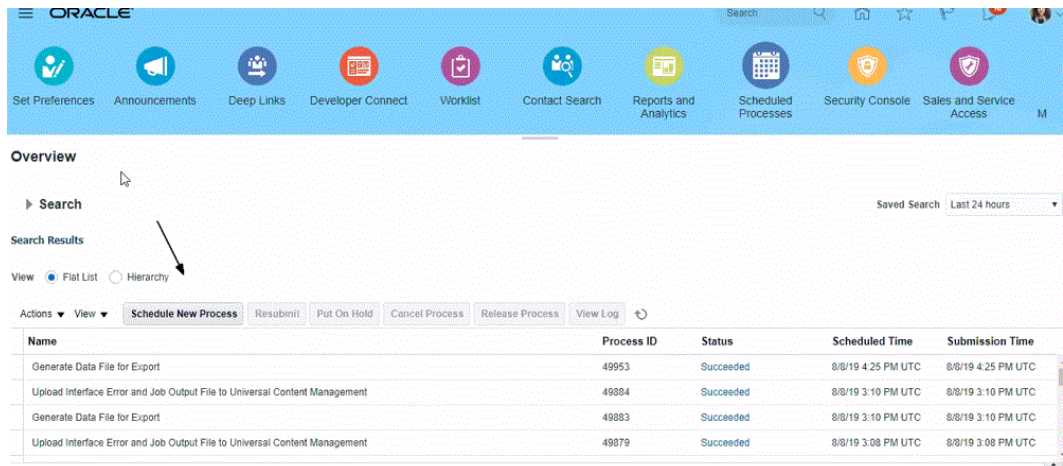 ORACLE
Search
Set Preferences
Announcements
Deep Links
Developer Connect
Worklist
Contact Search
Reports and Analytics
Scheduled Processes
Security Console
Sales and Service Access
M
Overview
Search
Saved Search Last 24 hours
Search Results
View Flat List Hierarchy
Actions View Schedule New Process Resubmit Put On Hold Cancel Process Release Process View Log
Name Process ID Status Scheduled Time Submission Time
Generate Data File for Export 49953 Succeeded 8/8/19 4:25 PM UTC 8/8/19 4:25 PM UTC
Upload Interface Error and Job Output File to Universal Content Management 49884 Succeeded 8/8/19 3:10 PM UTC 8/8/19 3:10 PM UTC
Generate Data File for Export 49883 Succeeded 8/8/19 3:10 PM UTC 8/8/19 3:10 PM UTC
Upload Interface Error and Job Output File to Universal Content Management 49879 Succeeded 8/8/19 3:08 PM UTC 8/8/19 3:08 PM UTC